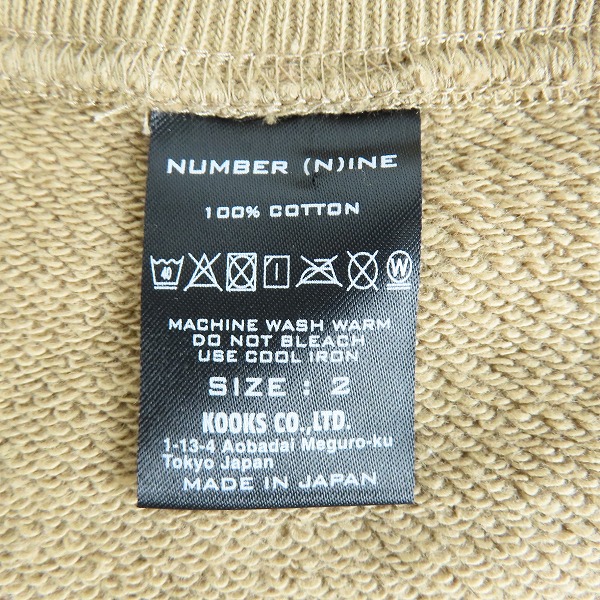 NUMBER (N)INE
100% COTTON
40 W
MACHINE WASH WARM
DO NOT BLEACH
USE COOL IRON
SIZE : 2
KOOKS CO.,LTD.
1-13-4 Aobadai Meguro-ku
Tokyo Japan
MADE IN JAPAN